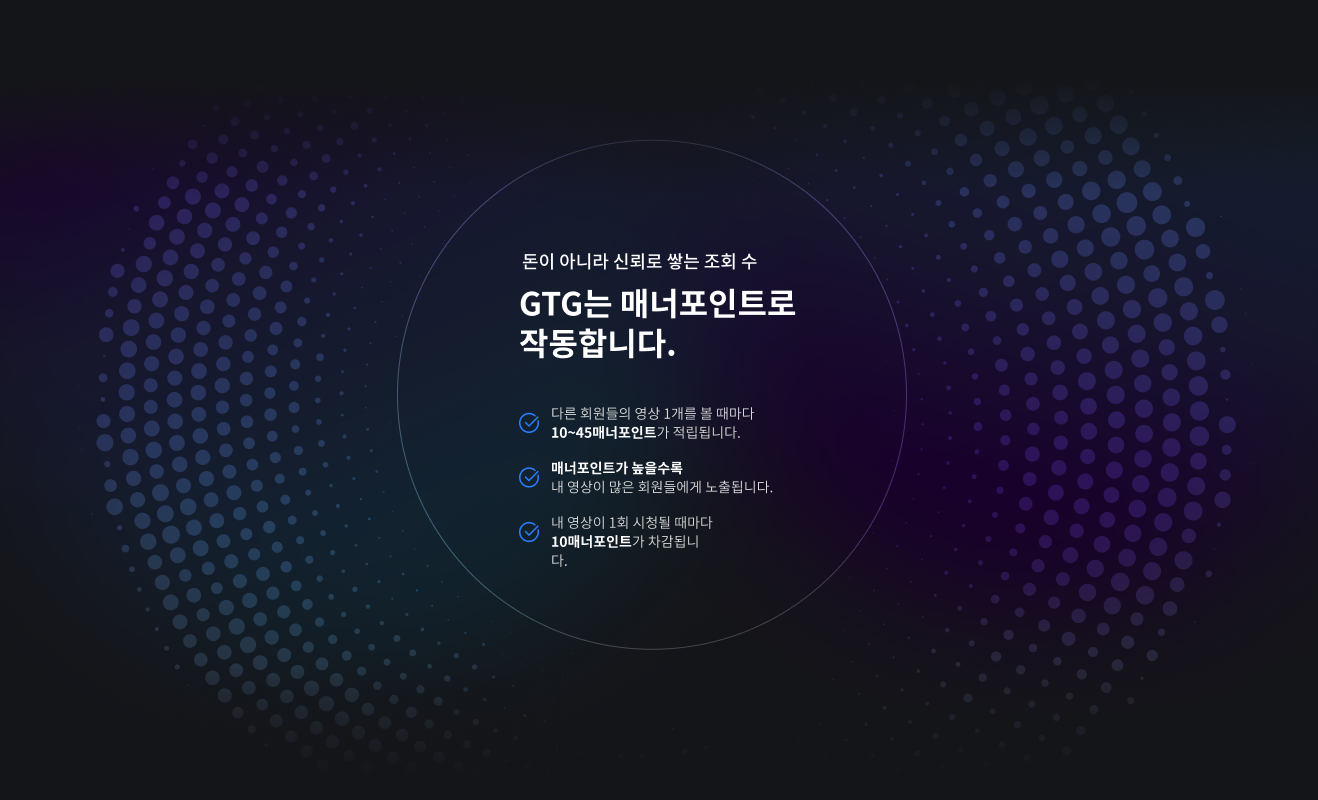 돈이 아니라 신뢰로 쌓는 조회 수
GTG는 매너포인트로
작동합니다.
다른 회원들의 영상 1개를 볼 때마다
10~45매너포인트가 적립됩니다.
매너포인트가 높을수록
내 영상이 많은 회원들에게 노출됩니다.
내 영상이 1회 시청될 때마다
10매너포인트가 차감됩니
다.